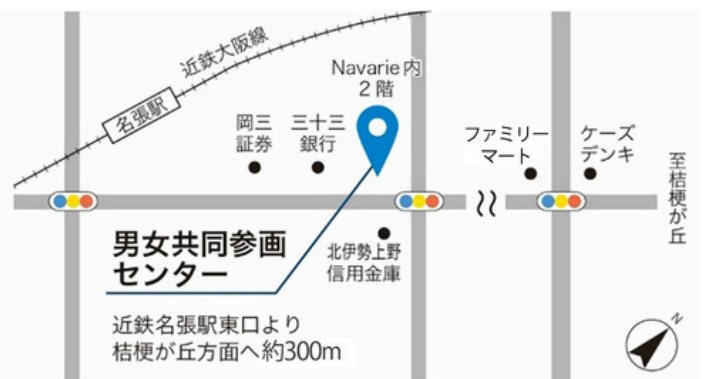 近鉄大阪線
名張駅
Navarie内
2階
岡三
証券
三十三
銀行
ファミリー
マート
ケーズ
デンキ
至桔梗が丘
男女共同参画
センター
北伊勢上野
信用金庫
近鉄名張駅東口より
桔梗が丘方面へ約300m
N